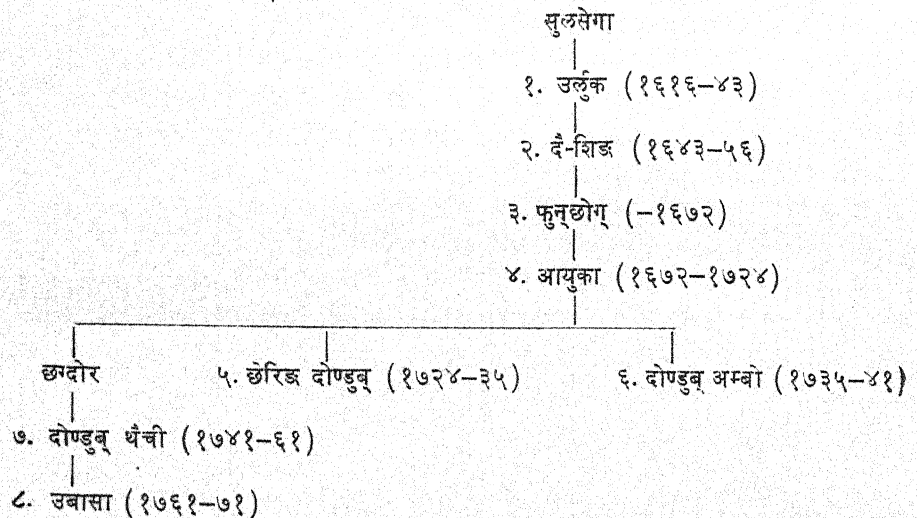 सुलसेगा
१. उर्लुक (१६१६–४३)
२. दै-शिङ (१६४३–५६)
३. फुन्‌छोग् (–१६७२)
४. आयुका (१६७२–१७२४)
छग्दोर ५. छेरिङ दोण्डुब् (१७२४–३५) ६. दोण्डुब् अम्बो (१७३५–४१)
७. दोण्डुब् थैची (१७४१–६१)
८. उबासा (१७६१–७१)